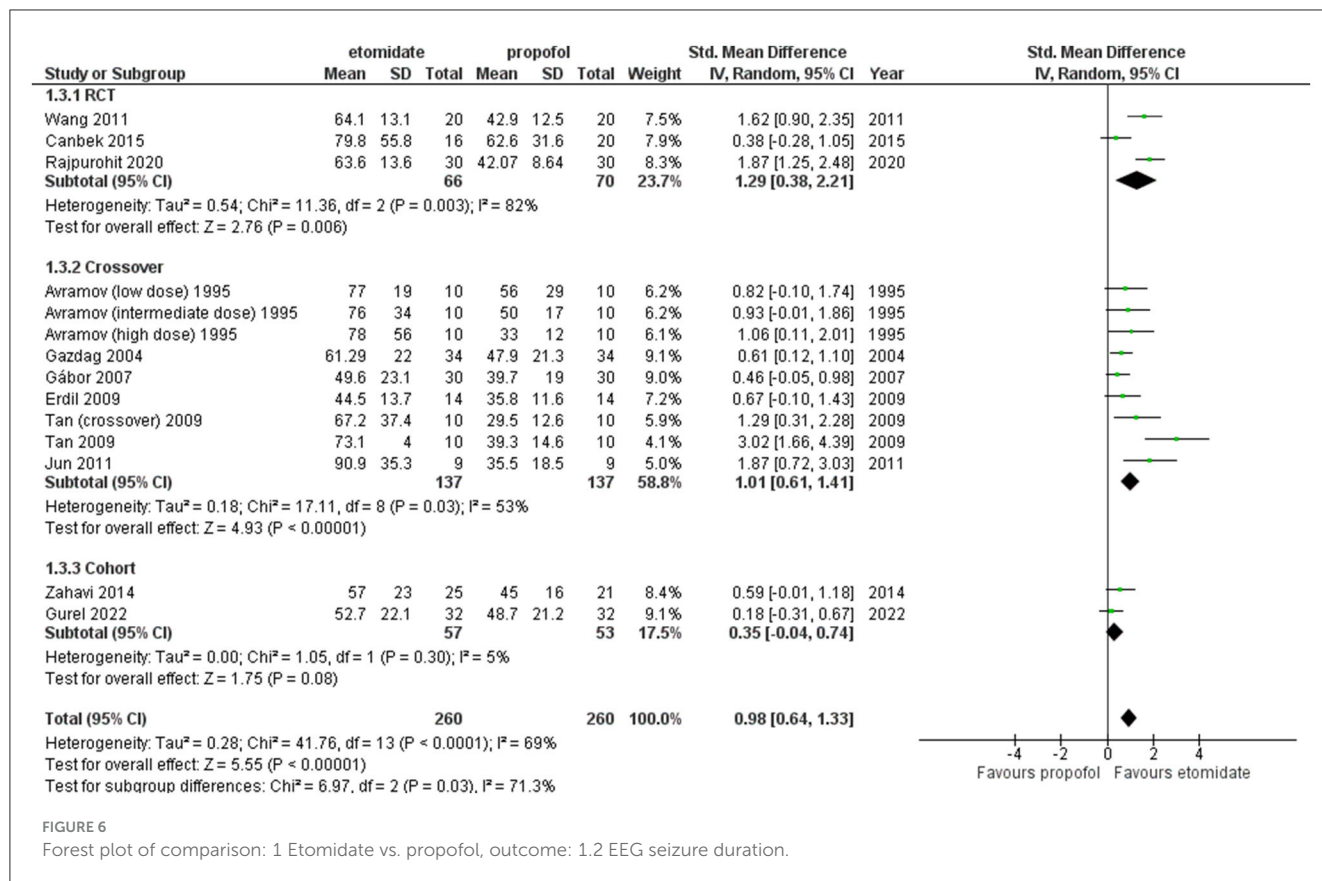 etomidate propofol Std. Mean Difference Std. Mean Difference
Study or Subgroup Mean SD Total Mean SD Total Weight IV, Random, 95% CI Year IV, Random, 95% CI
1.3.1 RCT
Wang 2011 64.1 13.1 20 42.9 12.5 20 7.5% 1.62 [0.90, 2.35] 2011
Canbek 2015 79.8 55.8 16 62.6 31.6 20 7.9% 0.38 [-0.28, 1.05] 2015
Rajpurohit 2020 63.6 13.6 30 42.07 8.64 30 8.3% 1.87 [1.25, 2.48] 2020
Subtotal (95% CI) 66 70 23.7% 1.29 [0.38, 2.21]
Heterogeneity: Tau² = 0.54; Chi² = 11.36, df = 2 (P = 0.003); I² = 82%
Test for overall effect: Z = 2.76 (P = 0.006)
1.3.2 Crossover
Avramov (low dose) 1995 77 19 10 56 29 10 6.2% 0.82 [-0.10, 1.74] 1995
Avramov (intermediate dose) 1995 76 34 10 50 17 10 6.2% 0.93 [-0.01, 1.86] 1995
Avramov (high dose) 1995 78 56 10 33 12 10 6.1% 1.06 [0.11, 2.01] 1995
Gazdag 2004 61.29 22 34 47.9 21.3 34 9.1% 0.61 [0.12, 1.10] 2004
Gábor 2007 49.6 23.1 30 39.7 19 30 9.0% 0.46 [-0.05, 0.98] 2007
Erdil 2009 44.5 13.7 14 35.8 11.6 14 7.2% 0.67 [-0.10, 1.43] 2009
Tan (crossover) 2009 67.2 37.4 10 29.5 12.6 10 5.9% 1.29 [0.31, 2.28] 2009
Tan 2009 73.1 4 10 39.3 14.6 10 4.1% 3.02 [1.66, 4.39] 2009
Jun 2011 90.9 35.3 9 35.5 18.5 9 5.0% 1.87 [0.72, 3.03] 2011
Subtotal (95% CI) 137 137 58.8% 1.01 [0.61, 1.41]
Heterogeneity: Tau² = 0.18; Chi² = 17.11, df = 8 (P = 0.03); I² = 53%
Test for overall effect: Z = 4.93 (P < 0.00001)
1.3.3 Cohort
Zahavi 2014 57 23 25 45 16 21 8.4% 0.59 [-0.01, 1.18] 2014
Gurel 2022 52.7 22.1 32 48.7 21.2 32 9.1% 0.18 [-0.31, 0.67] 2022
Subtotal (95% CI) 57 53 17.5% 0.35 [-0.04, 0.74]
Heterogeneity: Tau² = 0.00; Chi² = 1.05, df = 1 (P = 0.30); I² = 5%
Test for overall effect: Z = 1.75 (P = 0.08)
Total (95% CI) 260 260 100.0% 0.98 [0.64, 1.33]
Heterogeneity: Tau² = 0.28; Chi² = 41.76, df = 13 (P < 0.0001); I² = 69%
Test for overall effect: Z = 5.55 (P < 0.00001)
Test for subgroup differences: Chi² = 6.97, df = 2 (P = 0.03), I² = 71.3%
-4 -2 0 2 4
Favours propofol Favours etomidate
FIGURE 6
Forest plot of comparison: 1 Etomidate vs. propofol, outcome: 1.2 EEG seizure duration.